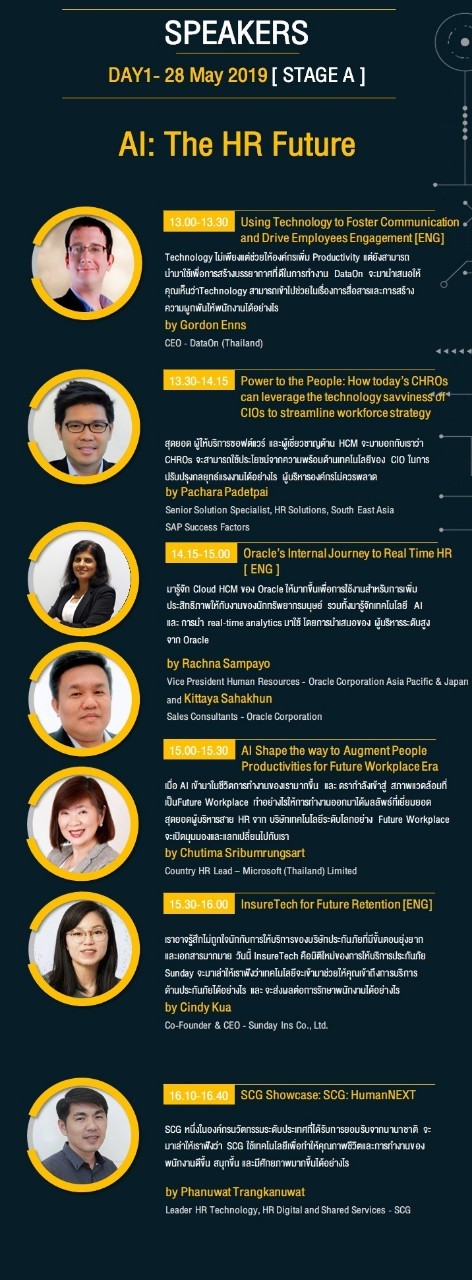 SPEAKERS
DAY1- 28 May 2019 [ STAGE A ]
AI: The HR Future
13.00-13.30 Using Technology to Foster Communication
and Drive Employees Engagement [ENG]
Technology ไม่เพียงแต่ช่วยให้องค์กรเพิ่ม Productivity แต่ยังสามารถ
นำมาใช้เพื่อการสร้างบรรยากาศที่ดีในการทำงาน DataOn จะมานำเสนอให้
คุณเห็นว่าTechnology สามารถเข้าไปช่วยในเรื่องการสื่อสารและการสร้าง
ความผูกพันให้พนักงานได้อย่างไร
by Gordon Enns
CEO - DataOn (Thailand)
13.30-14.15 Power to the People: How today's CHROs
can leverage the technology savviness of
CIOs to streamline workforce strategy
สุดยอด ผู้ให้บริการซอฟต์แวร์ และผู้เชี่ยวชาญด้าน HCM จะมาบอกกับเราว่า
CHROs จะสามารถใช้ประโยชน์จากความพร้อมด้านเทคโนโลยีของ CIO ในการ
ปรับปรุงกลยุทธ์แรงงานได้อย่างไร ผู้บริหารองค์กรไม่ควรพลาด
by Pachara Padetpai
Senior Solution Specialist, HR Solutions, South East Asia
SAP Success Factors
14.15-15.00 Oracle's Internal Journey to Real Time HR
[ ENG ]
มารู้จัก Cloud HCM ของ Oracle ให้มากขึ้นเพื่อการใช้งานสำหรับการเพิ่ม
ประสิทธิภาพให้กับงานของนักทรัพยากรมนุษย์ รวมทั้งมารู้จักเทคโนโลยี AI
และ การนำ real-time analytics มาใช้ โดยการนำเสนอของ ผู้บริหารระดับสูง
จาก Oracle
by Rachna Sampayo
Vice President Human Resources - Oracle Corporation Asia Pacific & Japan
and Kittaya Sahakhun
Sales Consultants - Oracle Corporation
15.00-15.30 AI Shape the way to Augment People
Productivities for Future Workplace Era
เมื่อ AI เข้ามาในชีวิตการทำงานของเรามากขึ้น และ ตรากำลังเข้าสู่ สภาพแวดล้อมที่
เป็นFuture Workplace ทำอย่างไรให้การทำงานออกมาได้ผลลัพธ์ที่เยี่ยมยอด
สุดยอดผู้บริหารสาย HR จาก บริษัทเทคโนโลยีระดับโลกอย่าง Future Workplace
จะเปิดมุมมองและแลกเปลี่ยนไปกับเรา
by Chutima Sribumrungsart
Country HR Lead – Microsoft (Thailand) Limited
15.30-16.00 InsureTech for Future Retention [ENG]
เราอาจรู้สึกไม่ถูกใจนักกับการให้บริการของบริษัทประกันภัยที่มีขั้นตอนยุ่งยาก
และเอกสารมากมาย วันนี้ InsureTech คือมิติใหม่ของการให้บริการประกันภัย
Sunday จะมาเล่าให้เราฟังว่าเทคโนโลยีจะเข้ามาช่วยให้คุณเข้าถึงการบริการ
ด้านประกันภัยได้อย่างไร และ จะส่งผลต่อการรักษาพนักงานได้อย่างไร
by Cindy Kua
Co-Founder & CEO - Sunday Ins Co., Ltd.
16.10-16.40 SCG Showcase: SCG: HumanNEXT
SCG หนึ่งในองค์กรนวัตกรรมระดับประเทศที่ได้รับการยอมรับจากนานาชาติ จะ
มาเล่าให้เราฟังว่า SCG ใช้เทคโนโลยีเพื่อทำให้คุณภาพชีวิตและการทำงานของ
พนักงานดีขึ้น สนุกขึ้น และมีศักยภาพมากขึ้นได้อย่างไร
by Phanuwat Trangkanuwat
Leader HR Technology, HR Digital and Shared Services - SCG